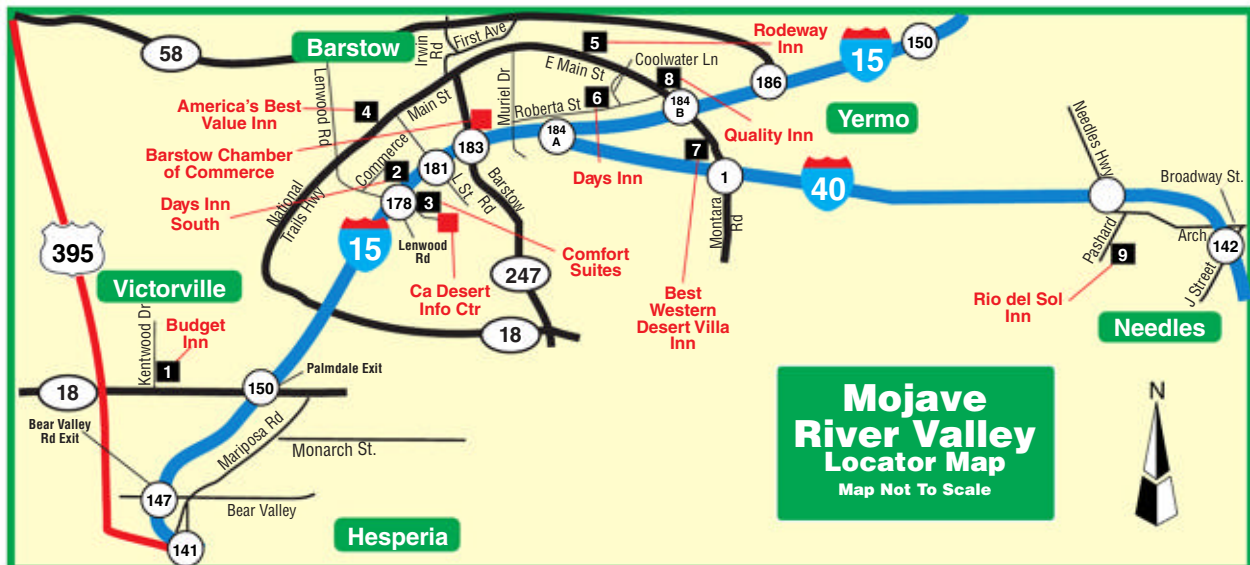 58
Barstow
Irwin
Rd
First Ave
5
Rodeway
Inn
15
150
Lenwood Rd
E Main St
Coolwater Ln
8
186
America's Best
Value Inn
4
Main St
Muriel Dr
Roberta St
6
184
B
Yermo
Needles Hwy
Barstow Chamber
of Commerce
Commerce
183
184
A
Quality Inn
7
2
181
Days Inn
1
40
Broadway St.
Days Inn
South
National
Trails Hwy
178
3
L St.
Barstow
Rd
Lenwood
Rd
Montara
Rd
Pashard
Arch
142
395
15
Comfort
Suites
9
J Street
Ca Desert
Info Ctr
247
Best
Western
Desert Villa
Inn
Rio del Sol
Inn
Victorville
Kentwood Dr
Budget
Inn
18
Needles
1
Palmdale Exit
18
150
Mojave
River Valley
Locator Map
Map Not To Scale
N
Bear Valley
Rd Exit
Mariposa Rd
Monarch St.
147
Bear Valley
Hesperia
141